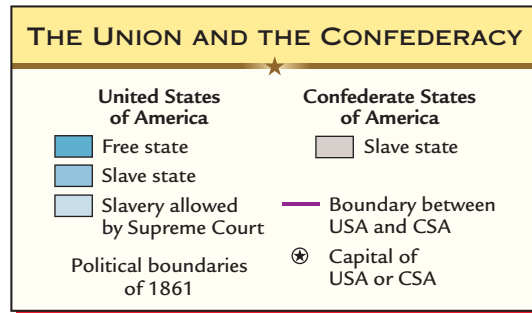 THE UNION AND THE CONFEDERACY
United States
of America
Free state
Slave state
Slavery allowed
by Supreme Court
Political boundaries
of 1861
Confederate States
of America
Slave state
Boundary between
USA and CSA
Capital of
USA or CSA